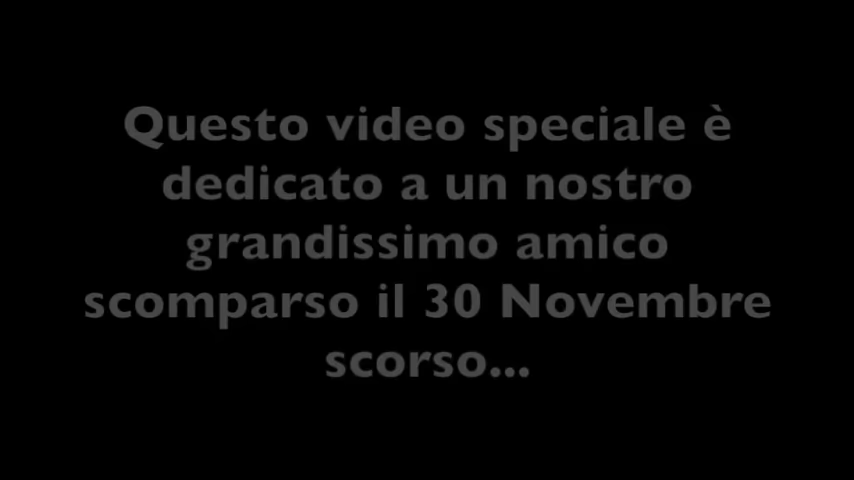 Questo video speciale è
dedicato a un nostro
grandissimo amico
scomparso il 30 Novembre
scorso...